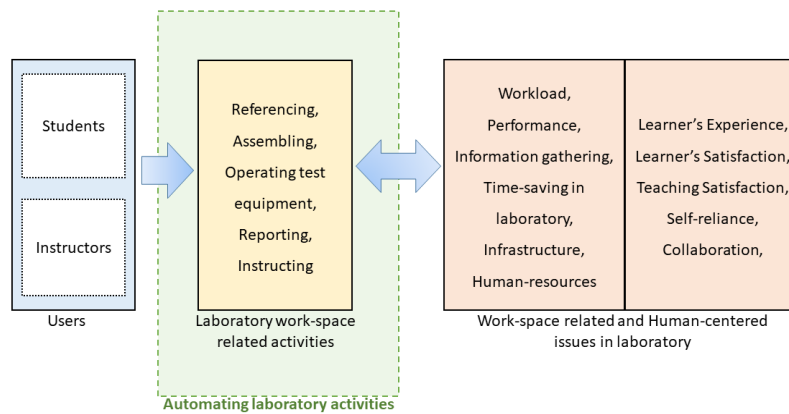 Students
Instructors
Users
Referencing,
Assembling,
Operating test
equipment,
Reporting,
Instructing
Laboratory work-space
related activities
Automating laboratory activities
Workload,
Performance,
Information gathering,
Time-saving in
laboratory,
Infrastructure,
Human-resources
Learner’s Experience,
Learner’s Satisfaction,
Teaching Satisfaction,
Self-reliance,
Collaboration,
Work-space related and Human-centered
issues in laboratory